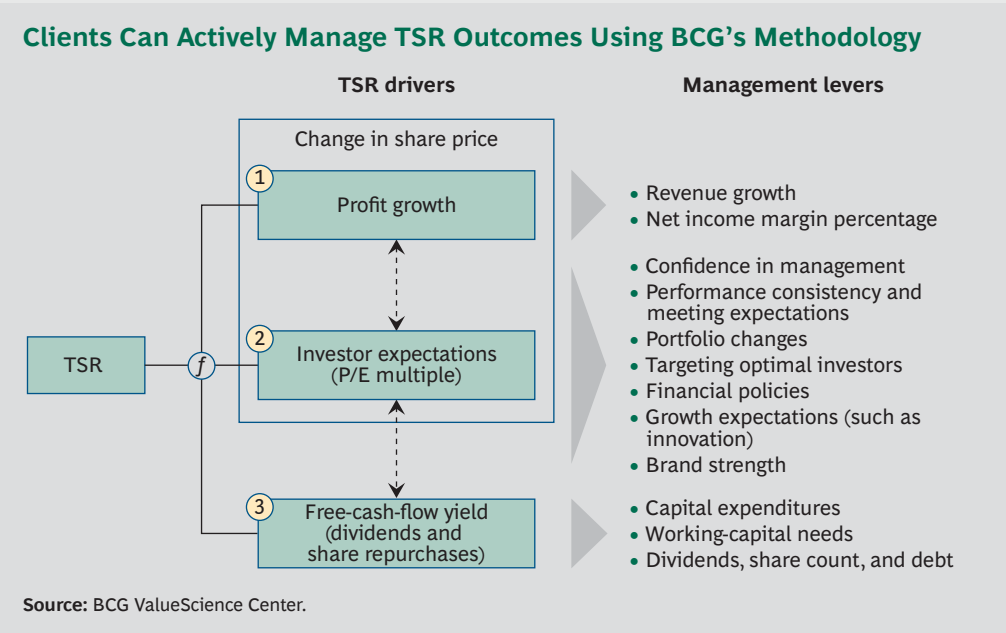 Clients Can Actively Manage TSR Outcomes Using BCG’s Methodology
TSR drivers
Management levers
Change in share price
1
Profit growth
• Revenue growth
• Net income margin percentage
2
Investor expectations
(P/E multiple)
• Confidence in management
• Performance consistency and
meeting expectations
• Portfolio changes
• Targeting optimal investors
• Financial policies
• Growth expectations (such as
innovation)
• Brand strength
TSR
f
3
Free-cash-flow yield
(dividends and
share repurchases)
• Capital expenditures
• Working-capital needs
• Dividends, share count, and debt
Source: BCG ValueScience Center.